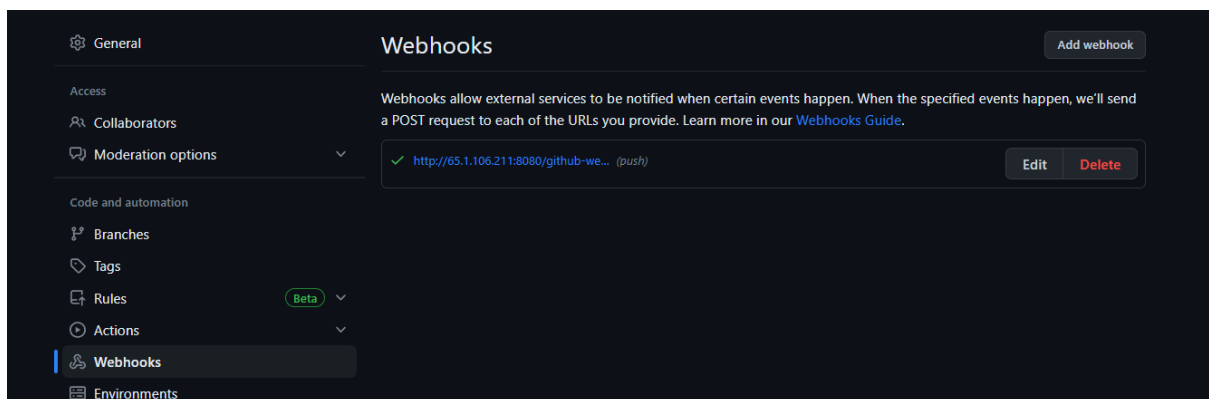 General
Access
Collaborators
Moderation options
Code and automation
Branches
Tags
Rules Beta
Actions
Webhooks
Environments
Webhooks
Add webhook
Webhooks allow external services to be notified when certain events happen. When the specified events happen, we'll send
a POST request to each of the URLs you provide. Learn more in our Webhooks Guide.
http://65.1.106.211:8080/github-we... (push)
Edit Delete